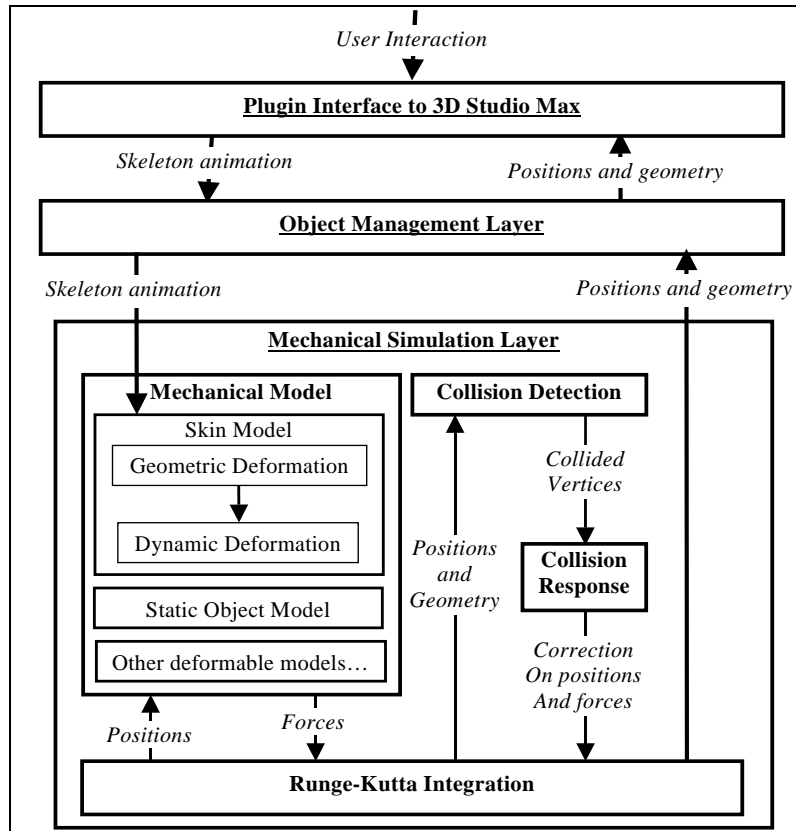 User Interaction
Plugin Interface to 3D Studio Max
Skeleton animation
Positions and geometry
Object Management Layer
Skeleton animation
Positions and geometry
Mechanical Simulation Layer
Mechanical Model
Collision Detection
Skin Model
Geometric Deformation
Dynamic Deformation
Static Object Model
Other deformable models…
Collided
Vertices
Positions
and
Geometry
Collision
Response
Correction
On positions
And forces
Positions
Forces
Runge-Kutta Integration